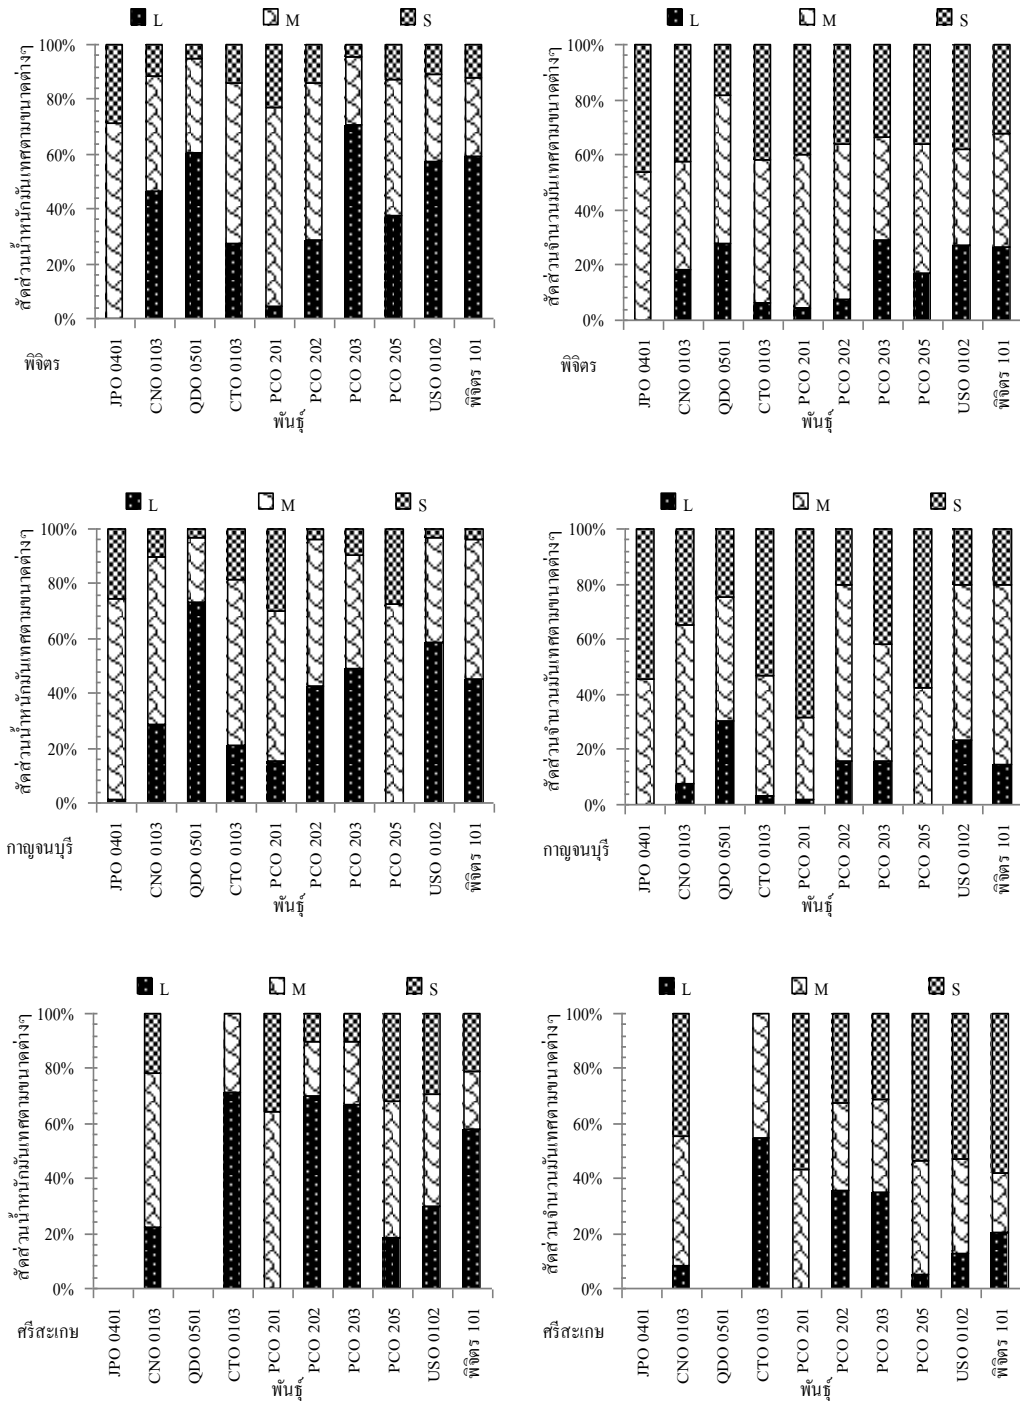 L M S
สัดส่วนน้ำหนักมันเทศตามขนาดต่างๆ
100%
80%
60%
40%
20%
0%
พิจิตร
JPO 0401
CNO 0103
QDO 0501
CTO 0103
PCO 201
PCO 202
PCO 203
PCO 205
USO 0102
พิจิตร 101
พันธุ์
L M S
สัดส่วนจำนวนมันเทศตามขนาดต่างๆ
100%
80%
60%
40%
20%
0%
พิจิตร
JPO 0401
CNO 0103
QDO 0501
CTO 0103
PCO 201
PCO 202
PCO 203
PCO 205
USO 0102
พิจิตร 101
พันธุ์
L M S
สัดส่วนน้ำหนักมันเทศตามขนาดต่างๆ
100%
80%
60%
40%
20%
0%
กาญจนบุรี
JPO 0401
CNO 0103
QDO 0501
CTO 0103
PCO 201
PCO 202
PCO 203
PCO 205
USO 0102
พิจิตร 101
พันธุ์
L M S
สัดส่วนจำนวนมันเทศตามขนาดต่างๆ
100%
80%
60%
40%
20%
0%
กาญจนบุรี
JPO 0401
CNO 0103
QDO 0501
CTO 0103
PCO 201
PCO 202
PCO 203
PCO 205
USO 0102
พิจิตร 101
พันธุ์
L M S
สัดส่วนน้ำหนักมันเทศตามขนาดต่างๆ
100%
80%
60%
40%
20%
0%
ศรีสะเกษ
JPO 0401
CNO 0103
QDO 0501
CTO 0103
PCO 201
PCO 202
PCO 203
PCO 205
USO 0102
พิจิตร 101
พันธุ์
L M S
สัดส่วนจำนวนมันเทศตามขนาดต่างๆ
100%
80%
60%
40%
20%
0%
ศรีสะเกษ
JPO 0401
CNO 0103
QDO 0501
CTO 0103
PCO 201
PCO 202
PCO 203
PCO 205
USO 0102
พิจิตร 101
พันธุ์